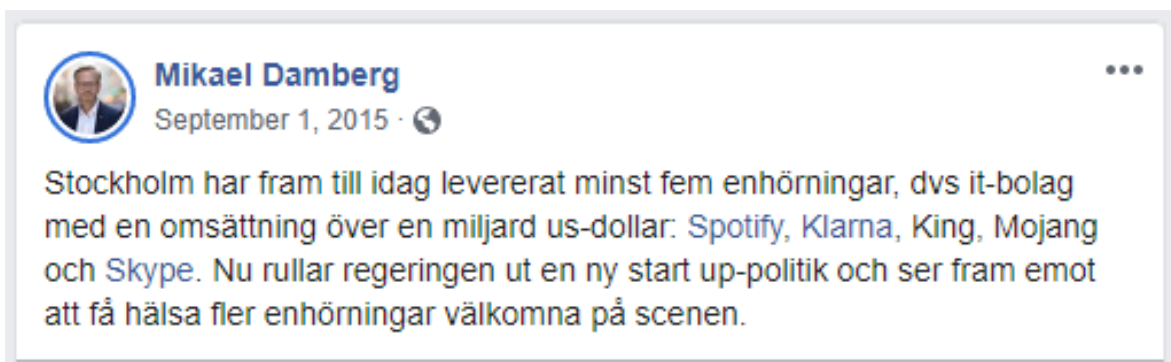 Mikael Damberg
September 1, 2015 ·
Stockholm har fram till idag levererat minst fem enhörningar, dvs it-bolag
med en omsättning över en miljard us-dollar: Spotify, Klarna, King, Mojang
och Skype. Nu rullar regeringen ut en ny start up-politik och ser fram emot
att få hälsa fler enhörningar välkomna på scenen.